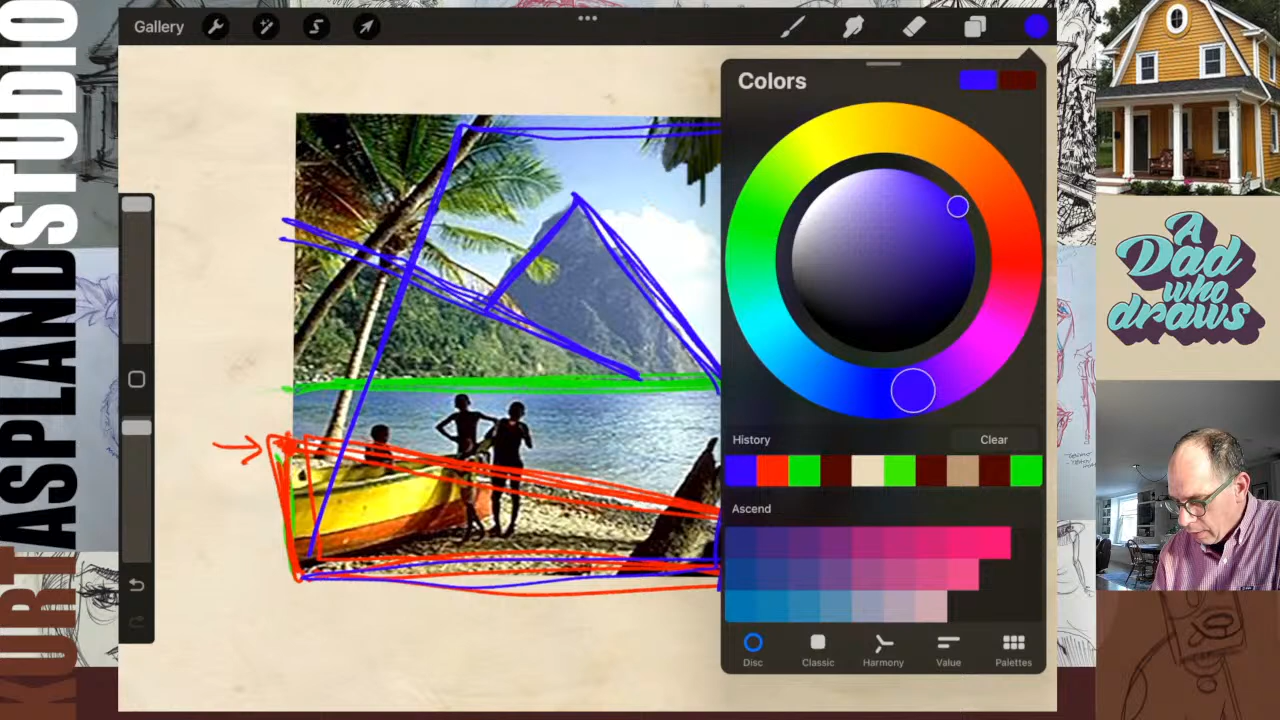 KURT ASPLAND STUDIO
Gallery
Colors
History
Clear
Ascend
Disc
Classic
Harmony
Value
Palettes
A
Dad
who
draws